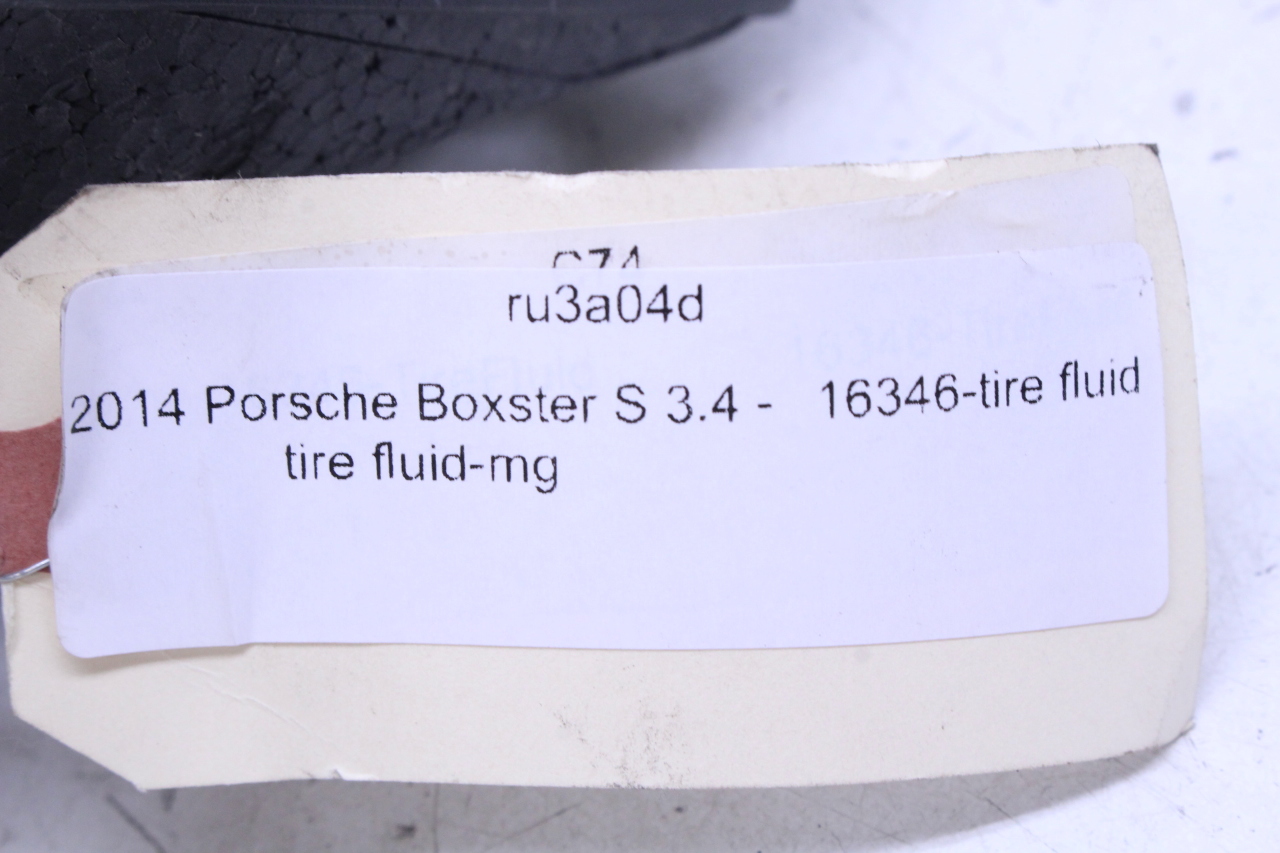 ru3a04d
2014 Porsche Boxster S 3.4 - 16346-tire fluid
tire fluid-mg